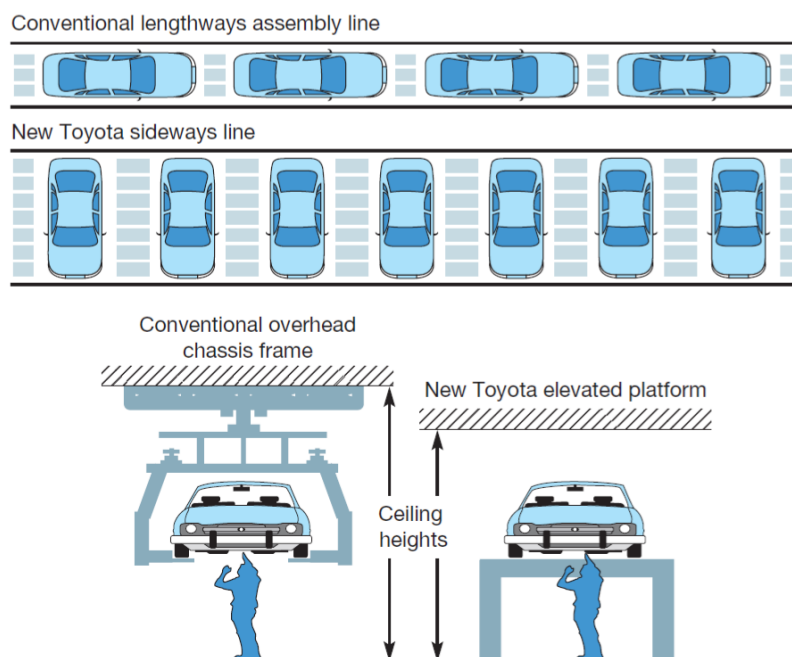 Conventional lengthways assembly line
New Toyota sideways line
Conventional overhead
chassis frame
New Toyota elevated platform
Ceiling
heights